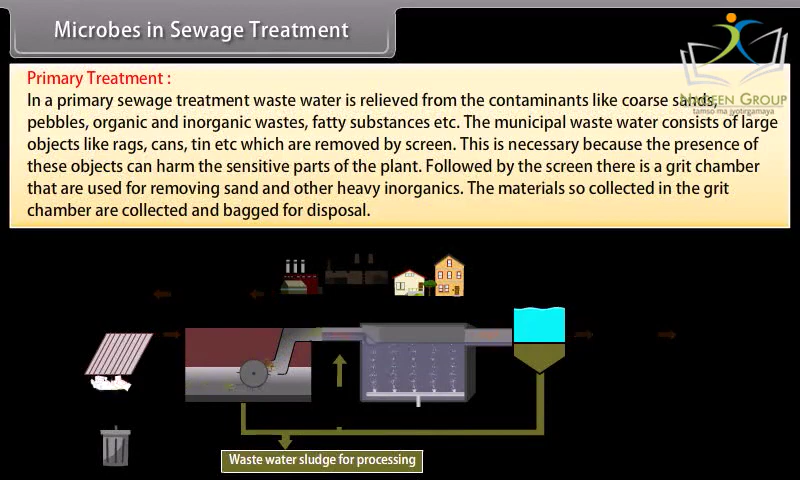 Microbes in Sewage Treatment
NAVEEN GROUP
tamso ma jyotirgamaya
Primary Treatment :
In a primary sewage treatment waste water is relieved from the contaminants like coarse sands,
pebbles, organic and inorganic wastes, fatty substances etc. The municipal waste water consists of large
objects like rags, cans, tin etc which are removed by screen. This is necessary because the presence of
these objects can harm the sensitive parts of the plant. Followed by the screen there is a grit chamber
that are used for removing sand and other heavy inorganics. The materials so collected in the grit
chamber are collected and bagged for disposal.
Waste water sludge for processing